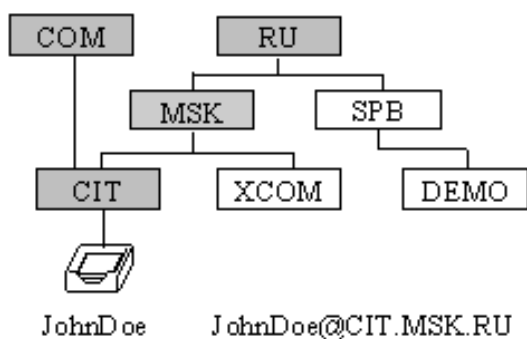 COM RU
MSK SPB
CIT XCOM DEMO
JohnDoe JohnDoe@CIT.MSK.RU